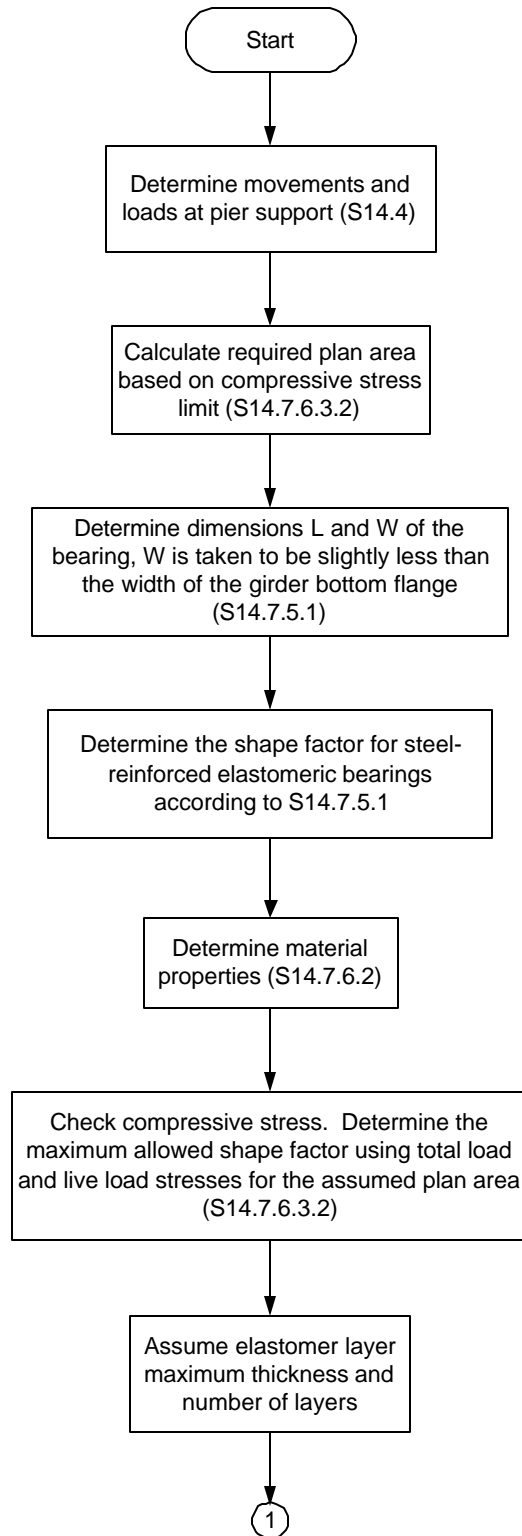 Start
Determine movements and
loads at pier support (S14.4)
Calculate required plan area
based on compressive stress
limit (S14.7.6.3.2)
Determine dimensions L and W of the
bearing, W is taken to be slightly less than
the width of the girder bottom flange
(S14.7.5.1)
Determine the shape factor for steel-
reinforced elastomeric bearings
according to S14.7.5.1
Determine material
properties (S14.7.6.2)
Check compressive stress.  Determine the
maximum allowed shape factor using total load
and live load stresses for the assumed plan area
(S14.7.6.3.2)
Assume elastomer layer
maximum thickness and
number of layers
1